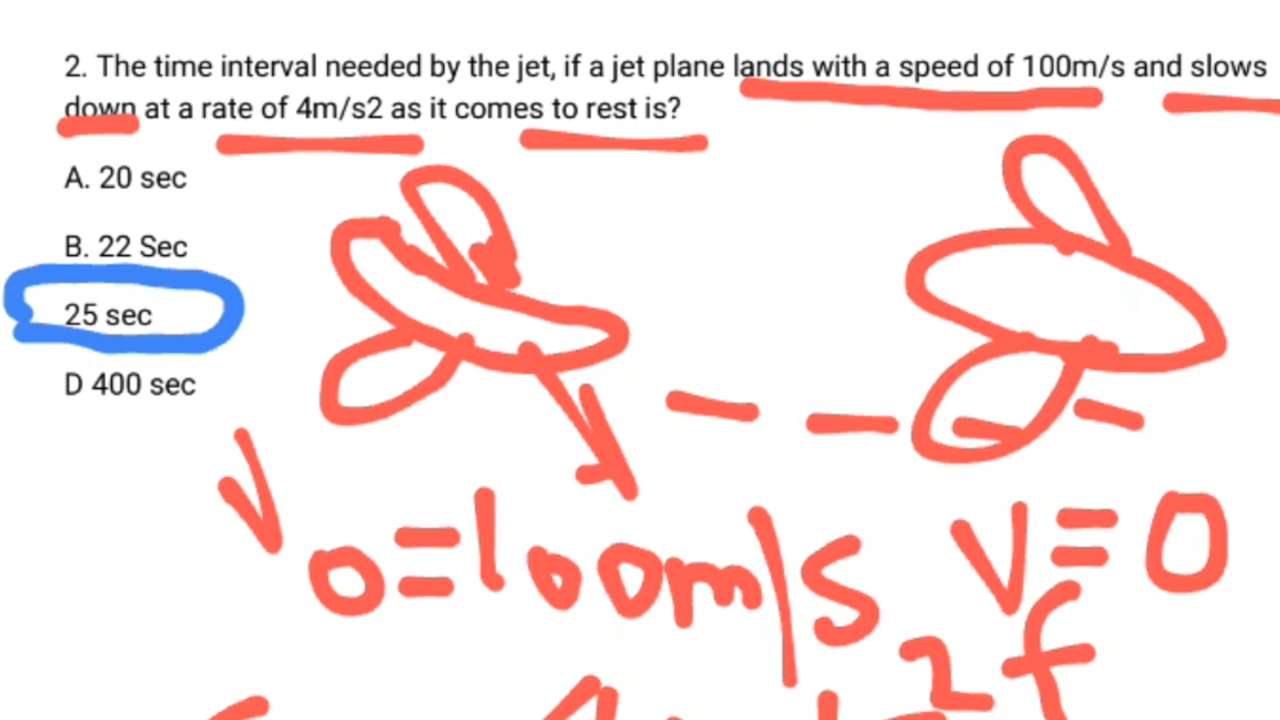 2. The time interval needed by the jet, if a jet plane lands with a speed of 100m/s and slows
down at a rate of 4m/s2 as it comes to rest is?
A. 20 sec
B. 22 Sec
25 sec
D 400 sec
Vo=100m/s Vf=0